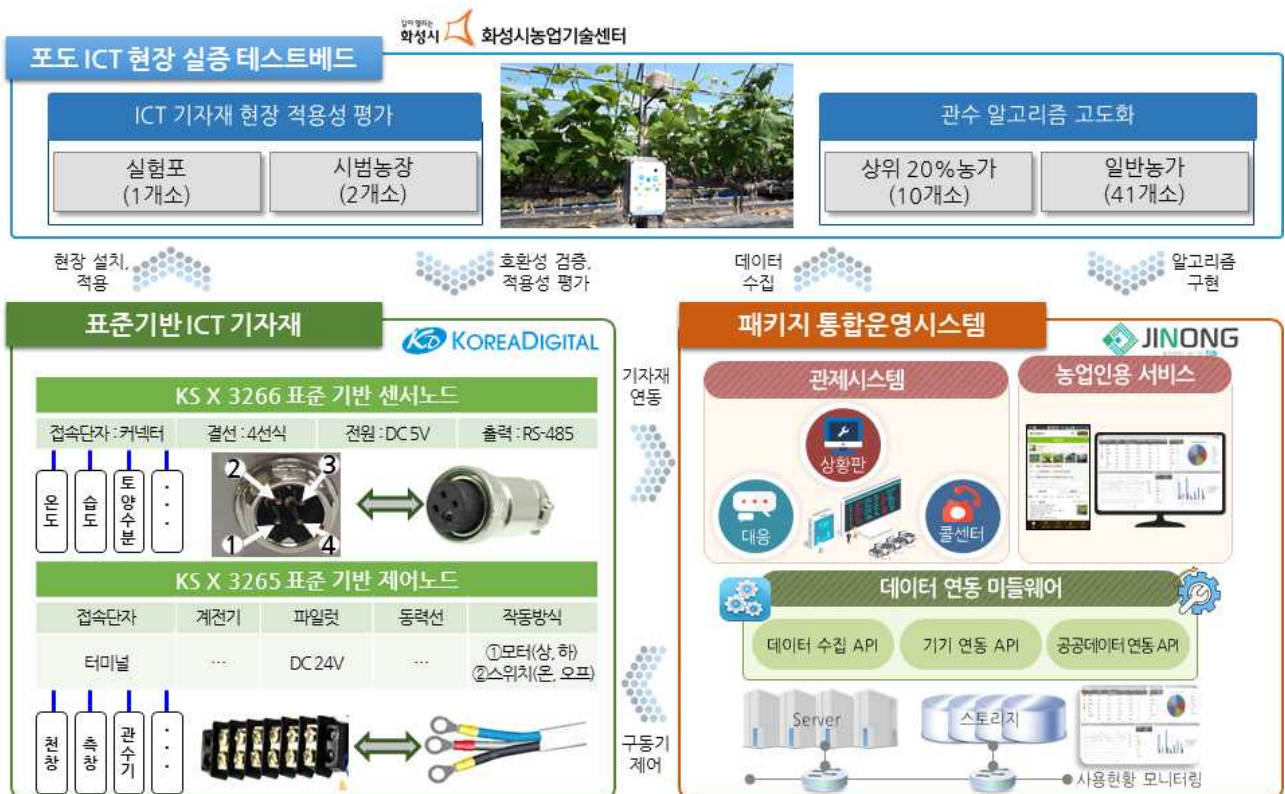 길이 열리는
화성시 화성시농업기술센터
포도 ICT 현장 실증 테스트베드
ICT 기자재 현장 적용성 평가
실험포
(1개소)
시범농장
(2개소)
관수 알고리즘 고도화
상위 20%농가
(10개소)
일반농가
(41개소)
현장 설치,
적용
호환성 검증,
적용성 평가
데이터
수집
알고리즘
구현
표준기반 ICT 기자재
KD KOREADIGITAL
KS X 3266 표준 기반 센서노드
접속단자 : 커넥터 결선 : 4선식 전원 : DC 5V 출력 : RS-485
온도
습도
토양수분
...
2
3
1
4
KS X 3265 표준 기반 제어노드
접속단자 계전기 파일럿 동력선 작동방식
터미널 … DC 24V … ①모터(상, 하)
②스위치(온, 오프)
천창
측창
관수기
...
기자재
연동
구동기
제어
패키지 통합운영시스템
JINONG
관제시스템
상황판
대응
콜센터
농업인용 서비스
데이터 연동 미들웨어
데이터 수집 API
기기 연동 API
공공데이터 연동 API
Server
스토리지
사용현황 모니터링